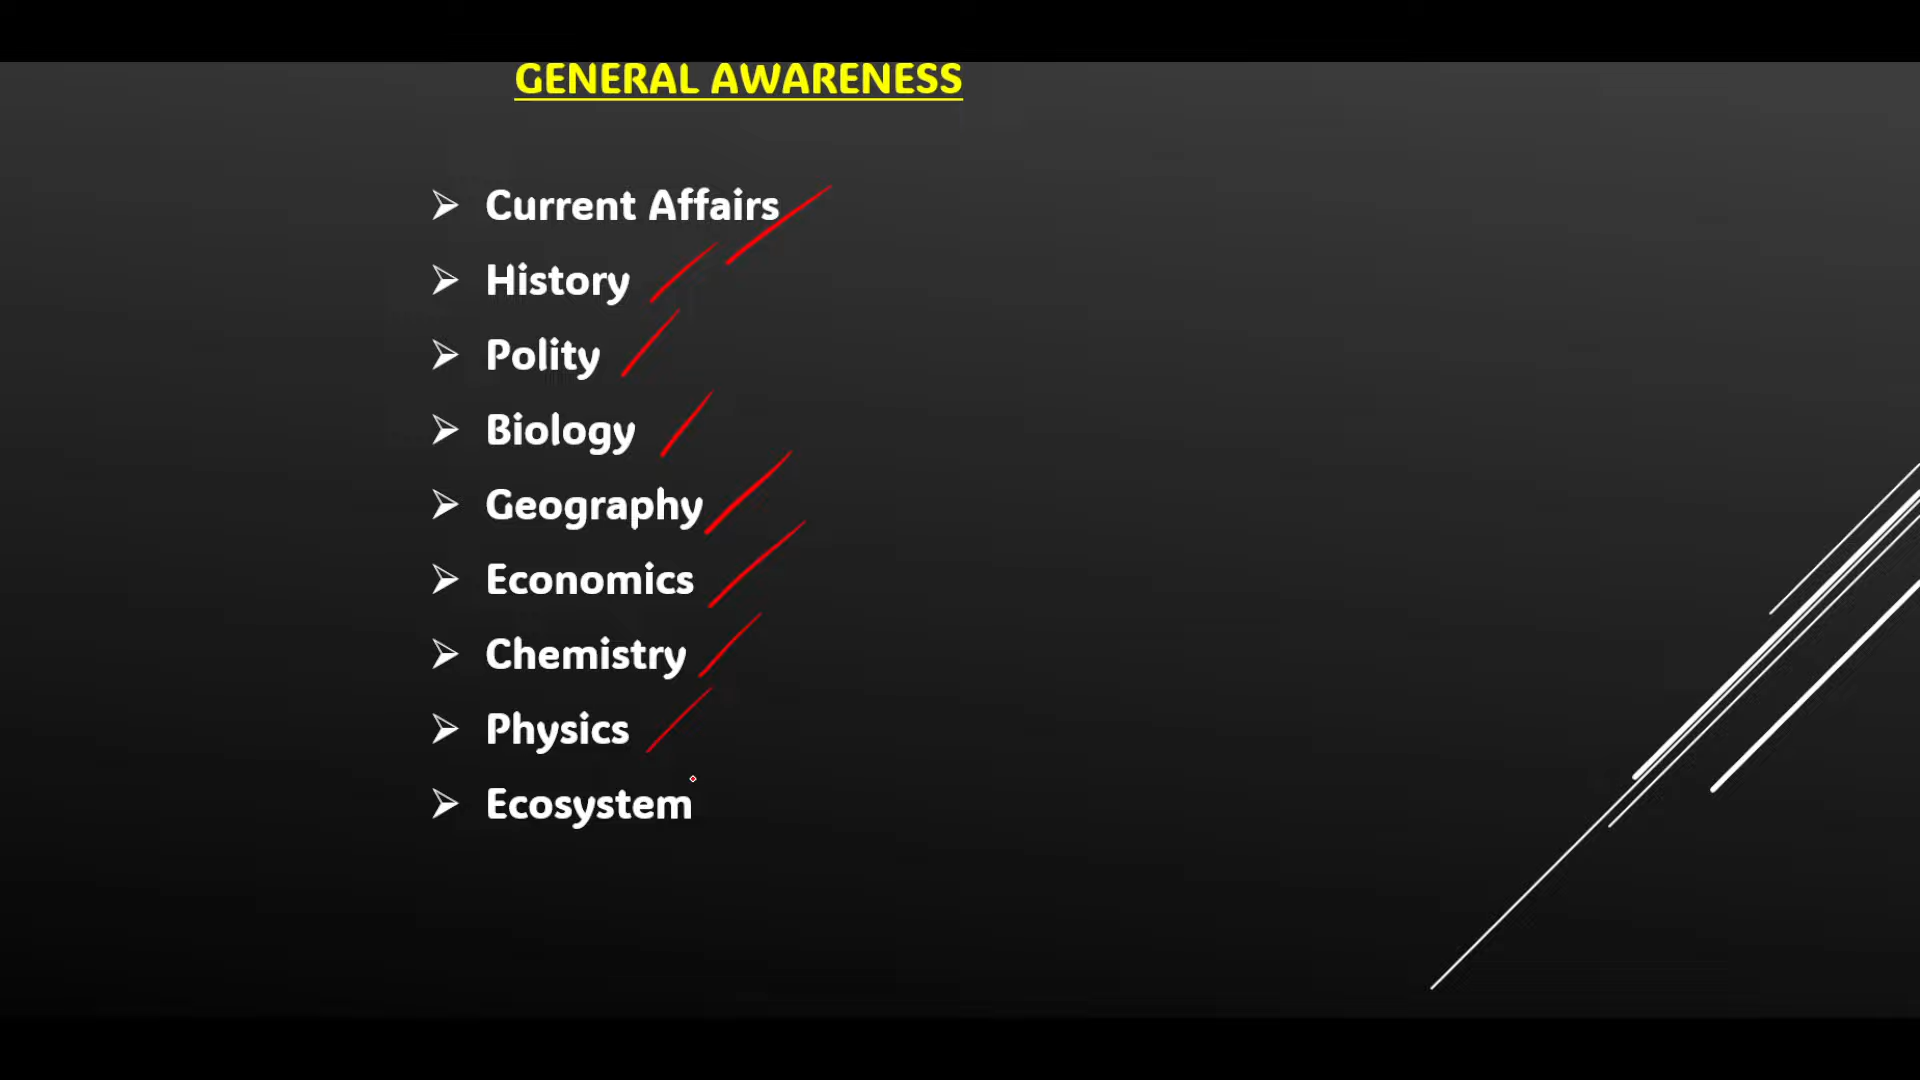 GENERAL AWARENESS
Current Affairs
History
Polity
Biology
Geography
Economics
Chemistry
Physics
Ecosystem